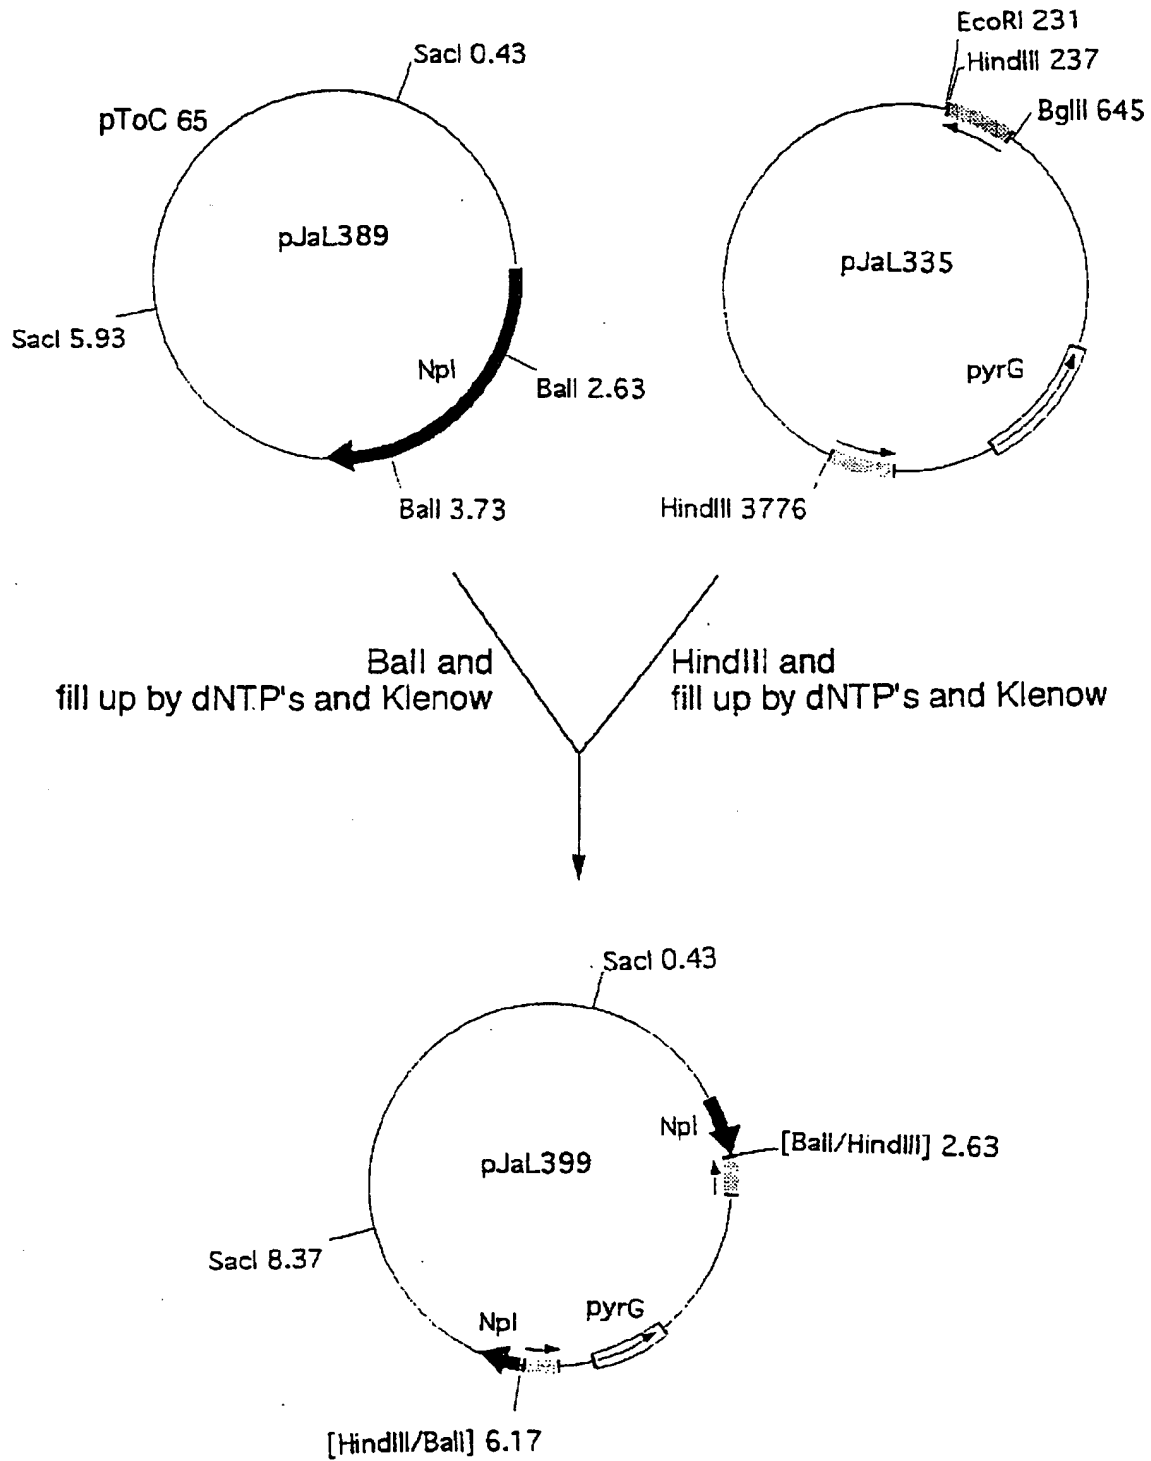 EcoRI 231
SacI 0.43
HindIII 237
pToC 65
BglII 645
pJaL389
pJaL335
SacI 5.93
NpI
pyrG
BalI 2.63
BalI 3.73
HindIII 3776
BalI and
fill up by dNTP's and Klenow
HindIII and
fill up by dNTP's and Klenow
SacI 0.43
NpI
[BalI/HindIII] 2.63
pJaL399
SacI 8.37
pyrG
NpI
[HindIII/BalI] 6.17